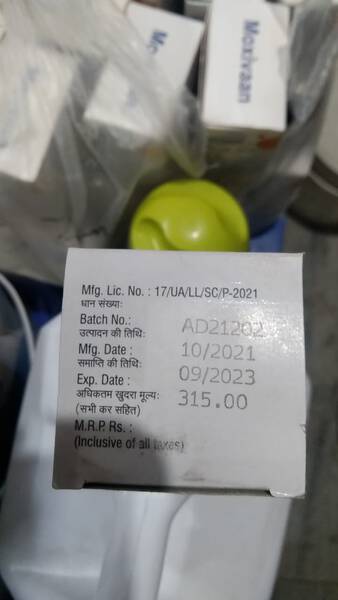 Moxivaan
Mfg. Lic. No. : 17/UA/LL/SC/P-2021
धान संख्याः
Batch No.: AD21202
उत्पादन की तिथिः
Mfg. Date : 10/2021
समाप्ति की तिथिः
Exp. Date : 09/2023
अधिकतम खुदरा मूल्यः 315.00
(सभी कर सहित)
M.R.P. Rs. :
(Inclusive of all taxes)